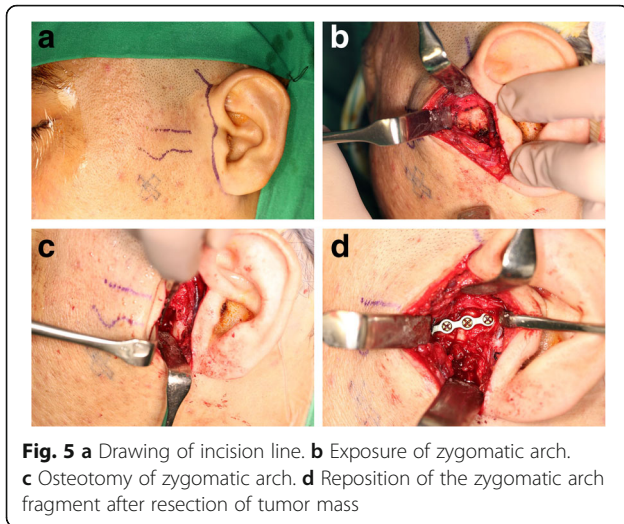 a
b
c
d
Fig. 5 a Drawing of incision line. b Exposure of zygomatic arch.
c Osteotomy of zygomatic arch. d Reposition of the zygomatic arch
fragment after resection of tumor mass